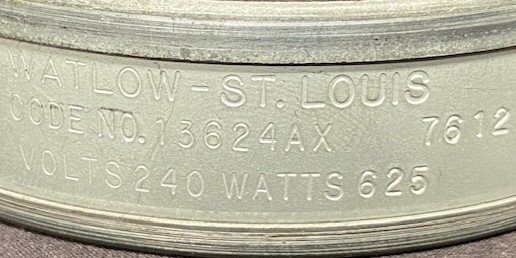 WATLOW - ST. LOUIS
CODE NO. 13624AX 7612
VOLTS 240 WATTS 625